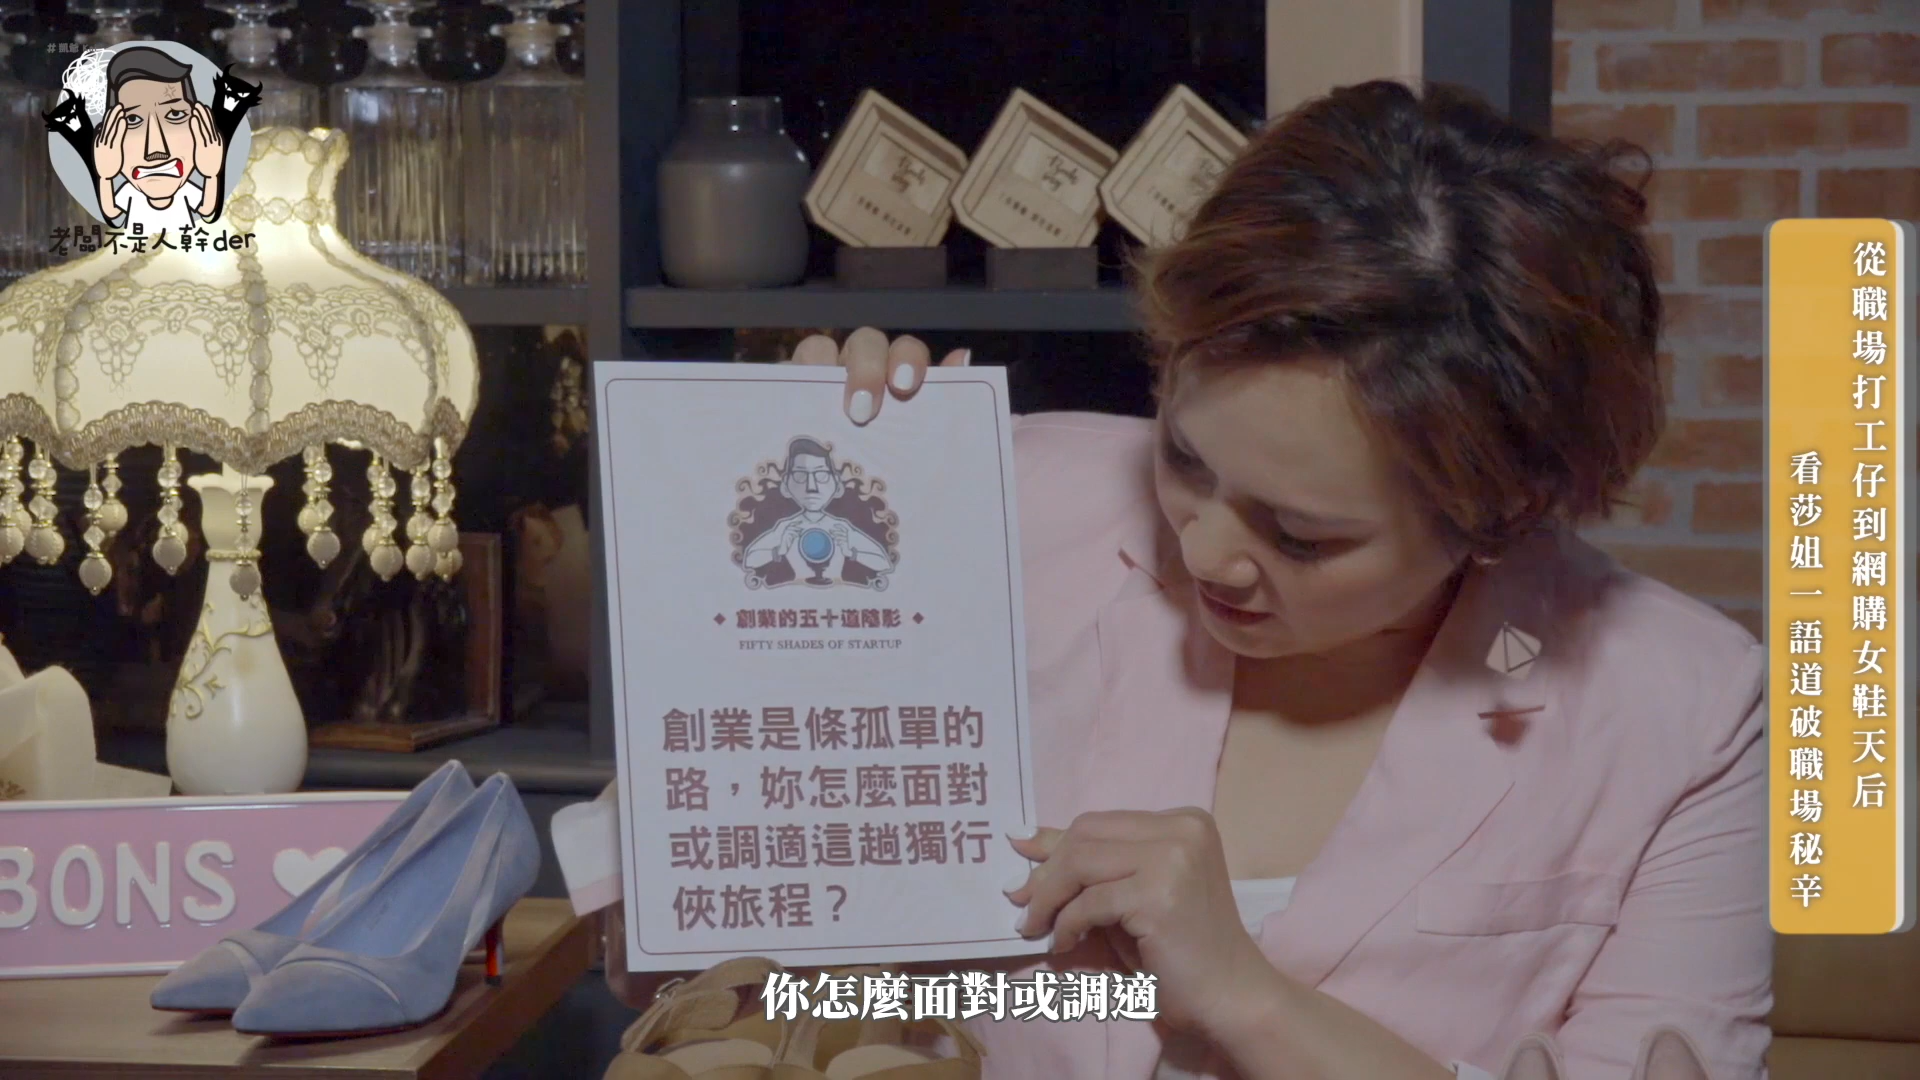 #凱爺
老闆不是人幹der
從職場打工仔到網購女鞋天后
看莎姐一語道破職場秘辛
創業的五十道陰影
FIFTY SHADES OF STARTUP
創業是條孤單的
路，妳怎麼面對
或調適這趟獨行
俠旅程？
BONS
你怎麼面對或調適